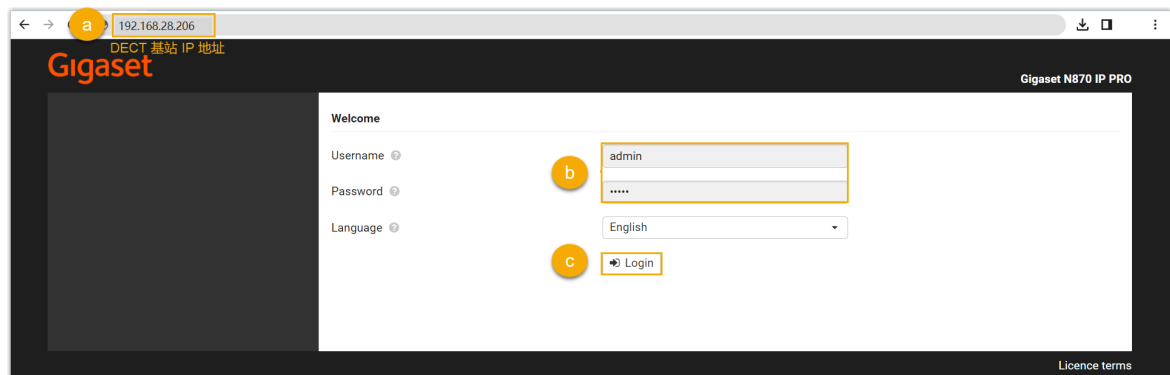 a
192.168.28.206
DECT 基站 IP 地址
Gigaset
Gigaset N870 IP PRO
Welcome
Username
admin
b
Password
•••••
Language
English
c
Login
Licence terms